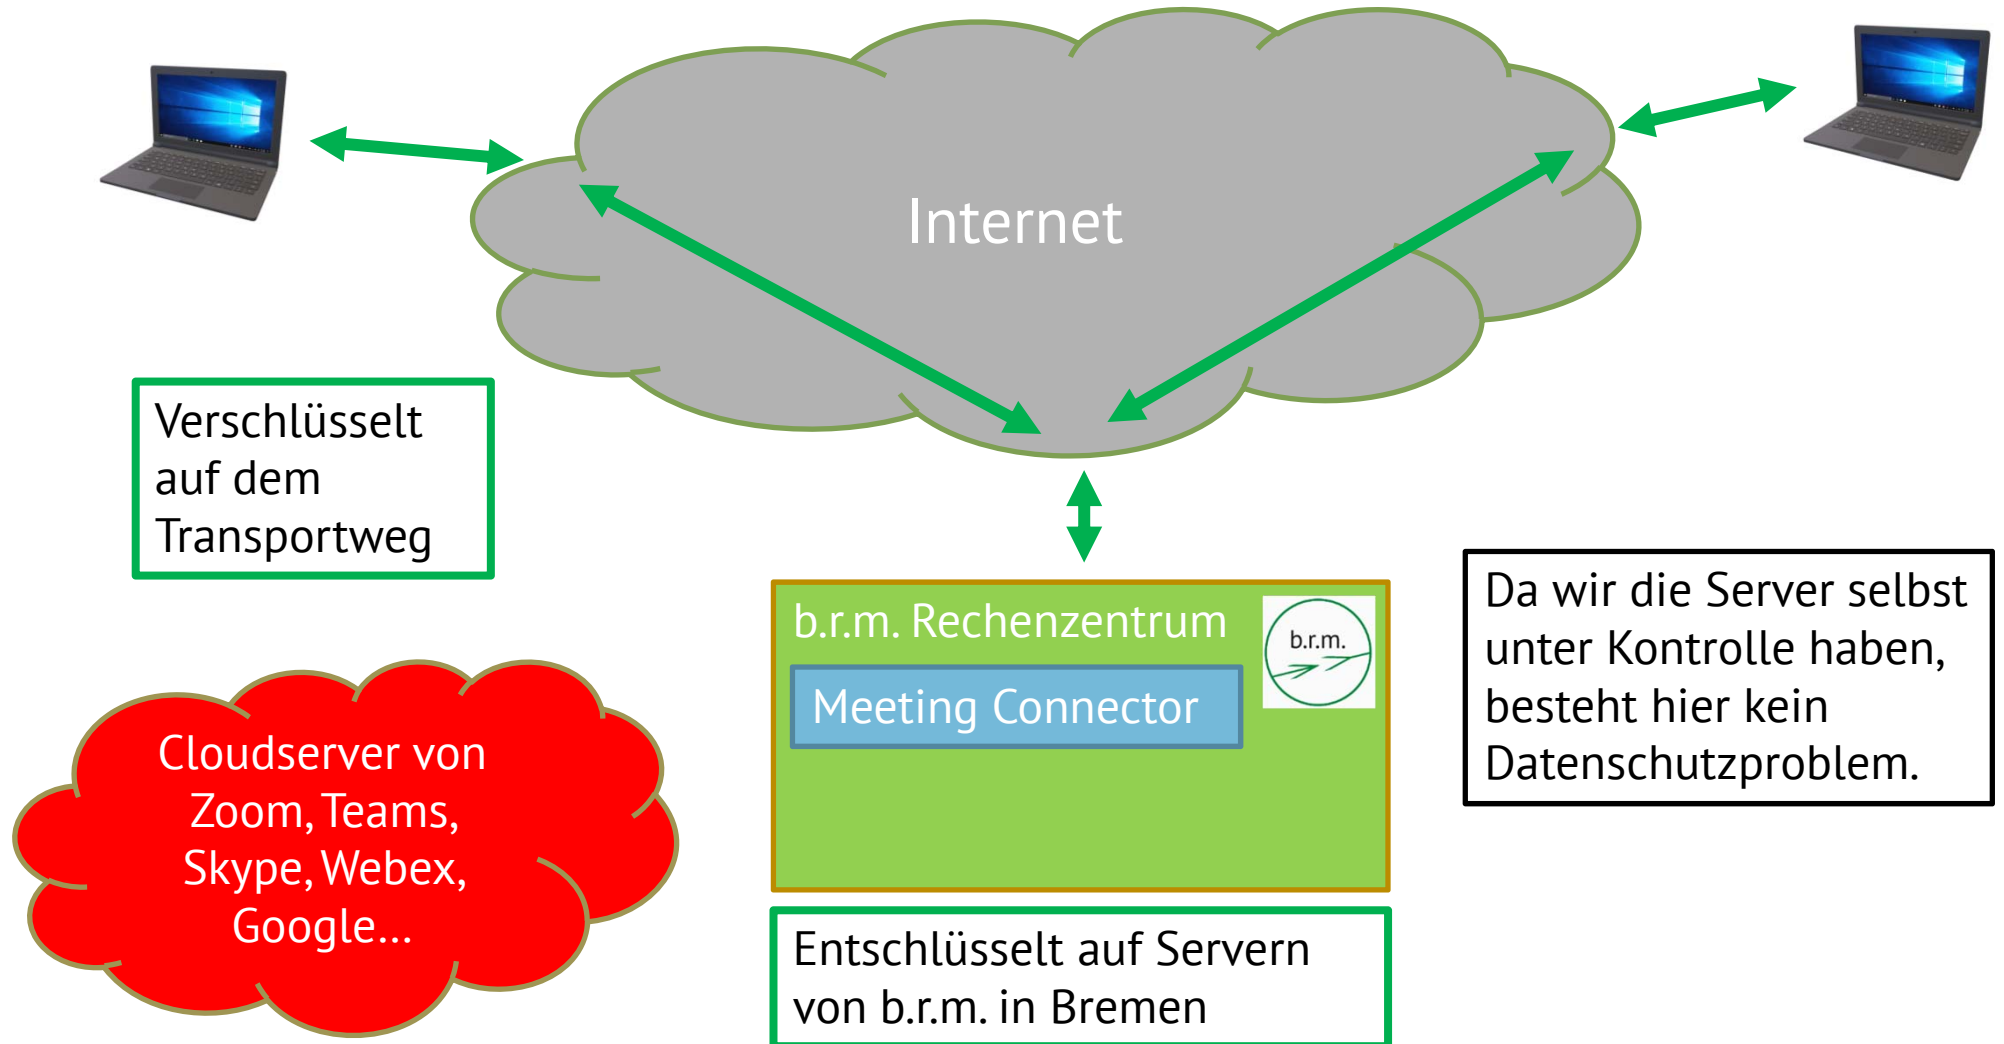 Internet
Verschlüsselt
auf dem
Transportweg
b.r.m. Rechenzentrum
b.r.m.
Meeting Connector
Da wir die Server selbst
unter Kontrolle haben,
besteht hier kein
Datenschutzproblem.
Cloudserver von
Zoom, Teams,
Skype, Webex,
Google...
Entschlüsselt auf Servern
von b.r.m. in Bremen